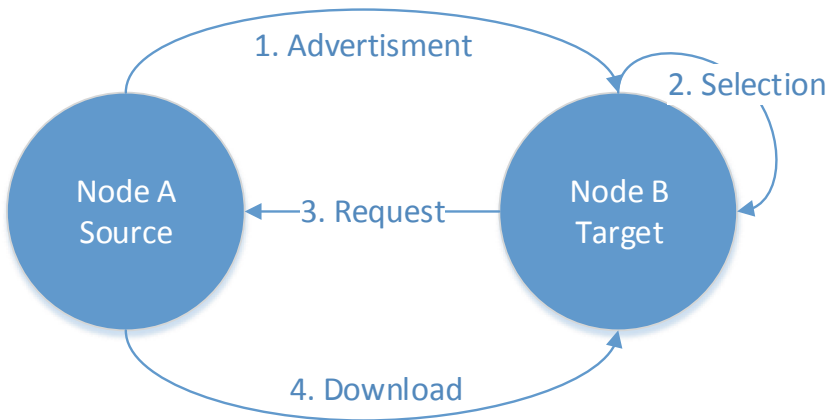 1. Advertisment
2. Selection
Node A
Source
3. Request
Node B
Target
4. Download